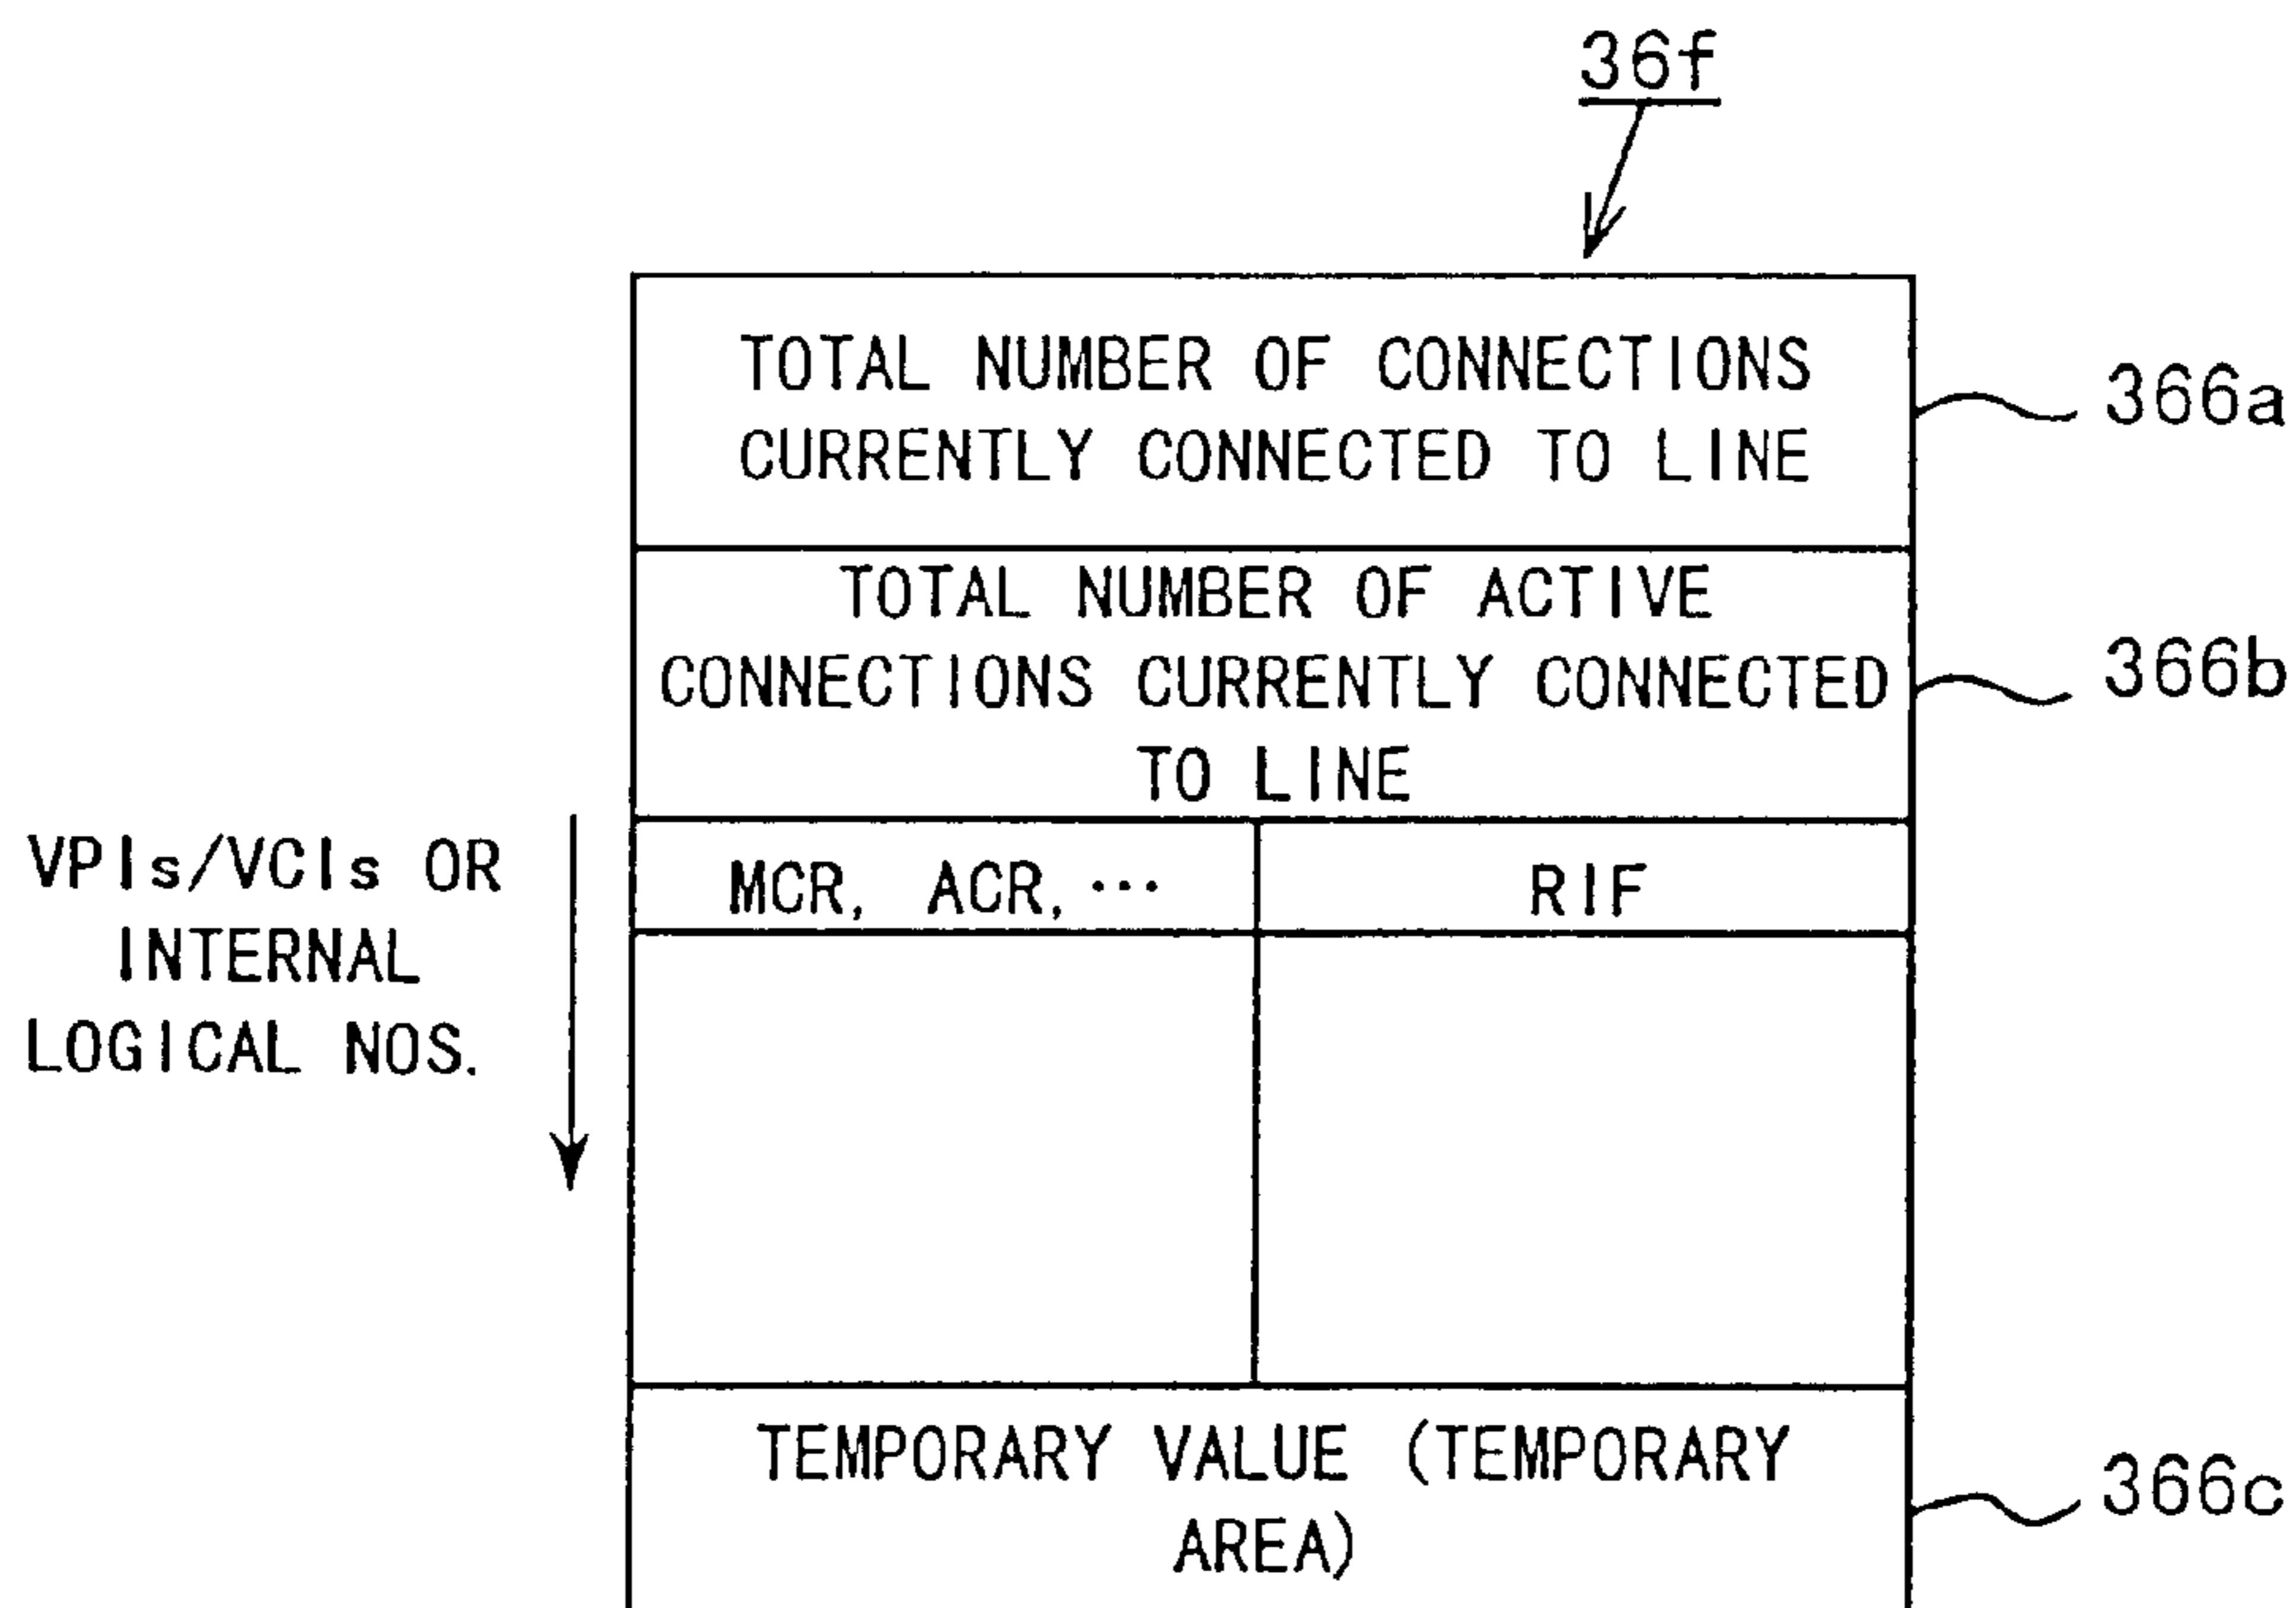 36f
TOTAL NUMBER OF CONNECTIONS
CURRENTLY CONNECTED TO LINE
366a
TOTAL NUMBER OF ACTIVE
CONNECTIONS CURRENTLY CONNECTED
TO LINE
366b
VPIs/VCIs OR
INTERNAL
LOGICAL NOS.
MCR, ACR, ···
RIF
TEMPORARY VALUE (TEMPORARY
AREA)
366c